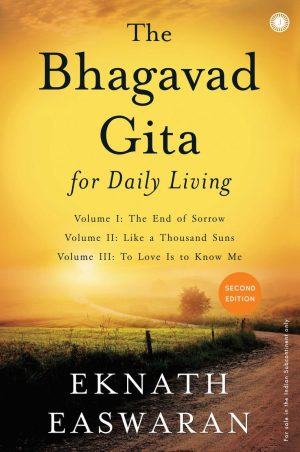 The
Bhagavad
Gita
for Daily Living
Volume I: The End of Sorrow
Volume II: Like a Thousand Suns
Volume III: To Love Is to Know Me
SECOND
EDITION
EKNATH
EASWARAN
For sale in the Indian Subcontinent only